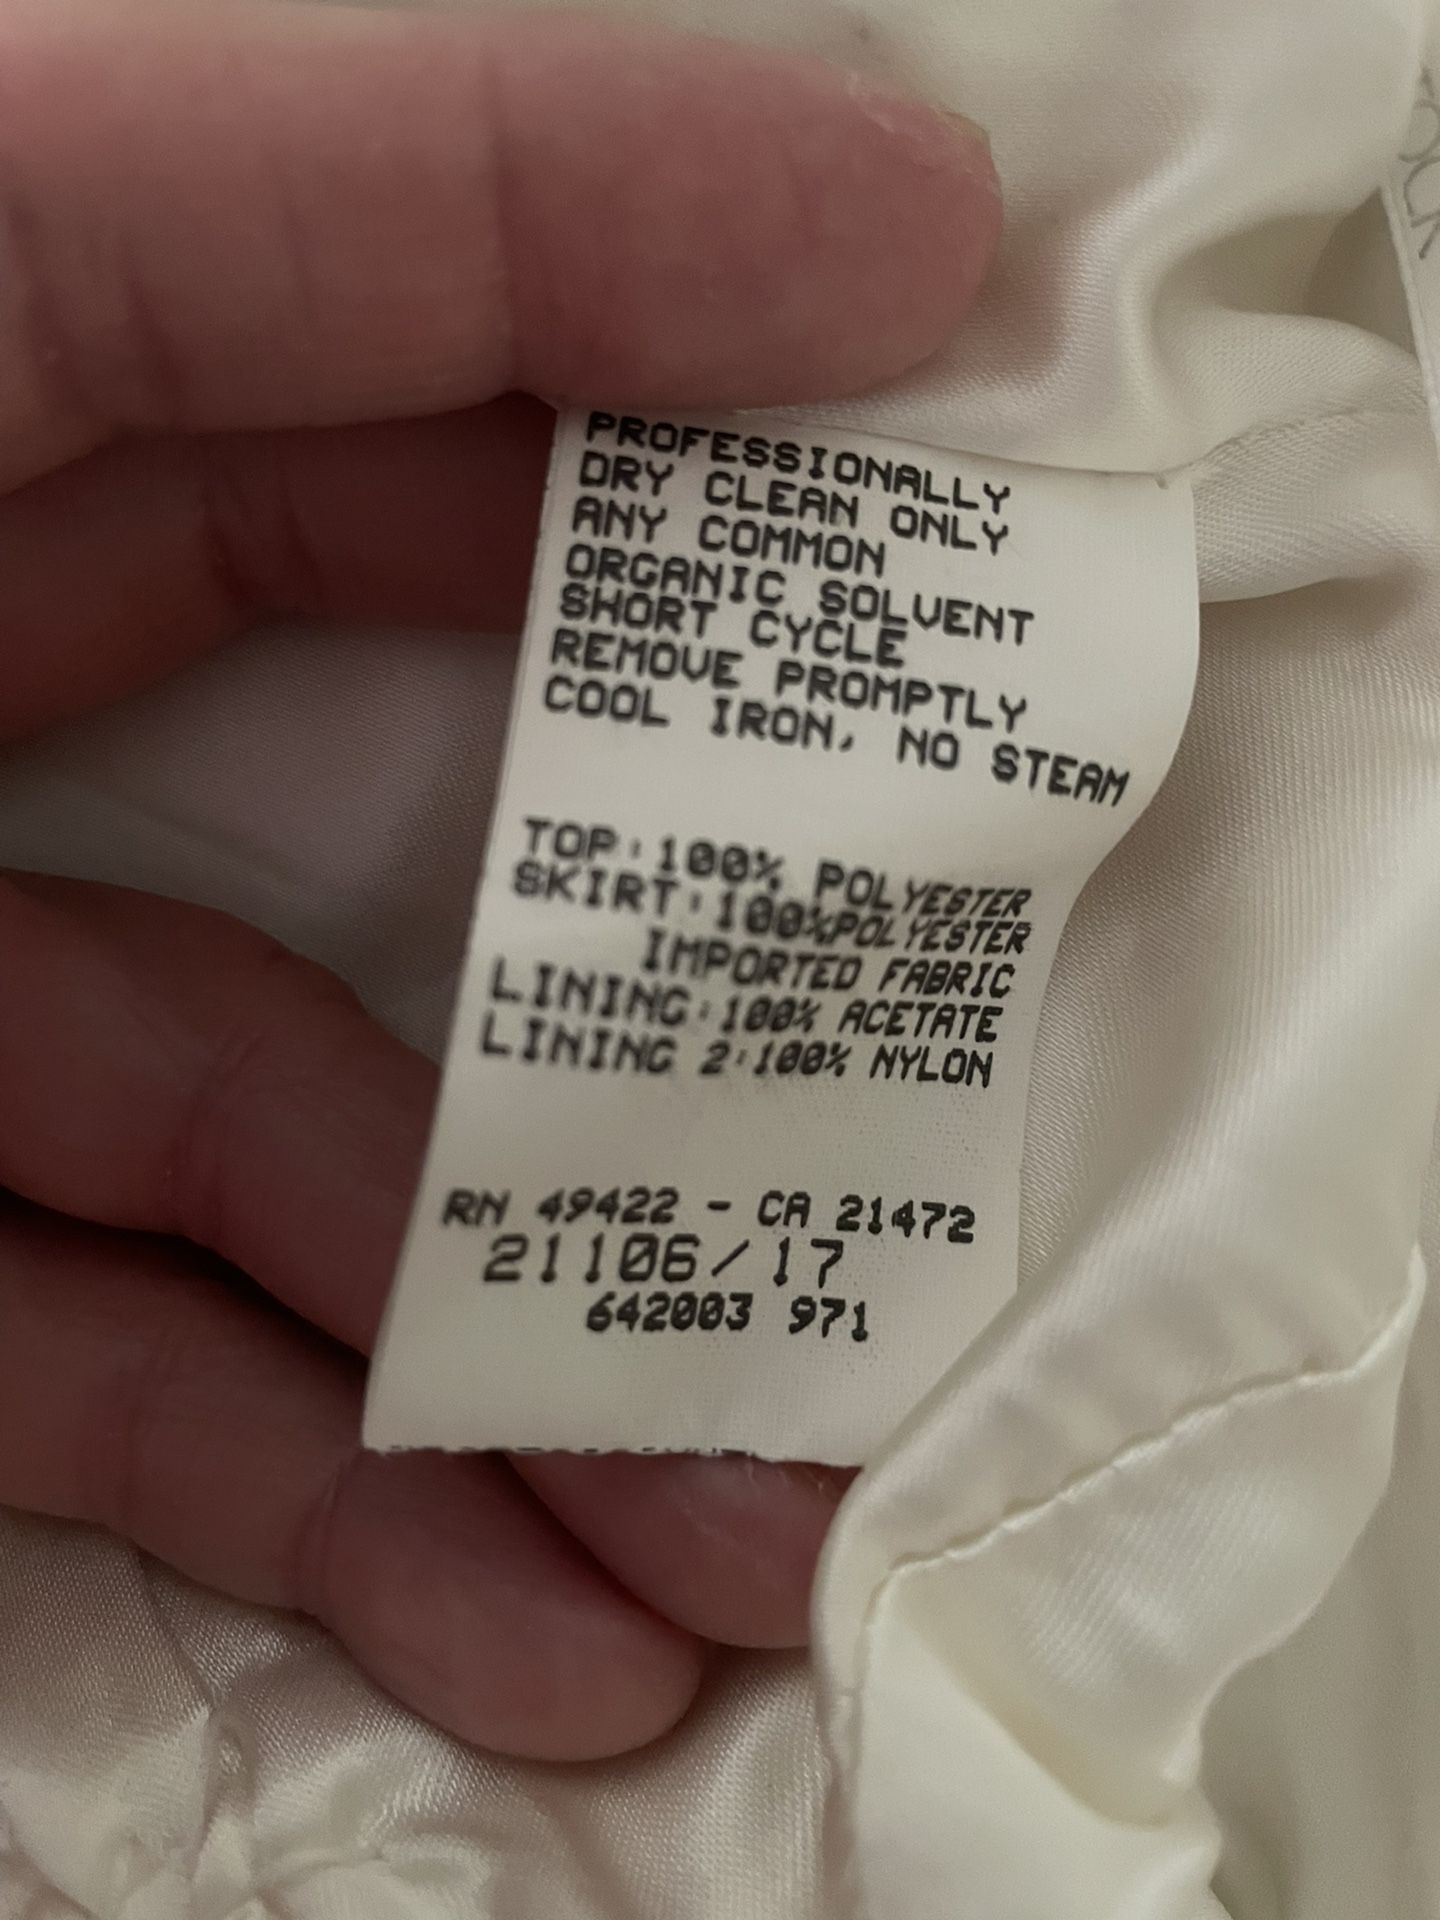 PROFESSIONALLY
DRY CLEAN ONLY
ANY COMMON
ORGANIC SOLVENT
SHORT CYCLE
REMOVE PROMPTLY
COOL IRON, NO STEAM
TOP:100% POLYESTER
SKIRT:100%POLYESTER
IMPORTED FABRIC
LINING:100% ACETATE
LINING 2:100% NYLON
RN 49422 - CA 21472
21106/17
642003 971